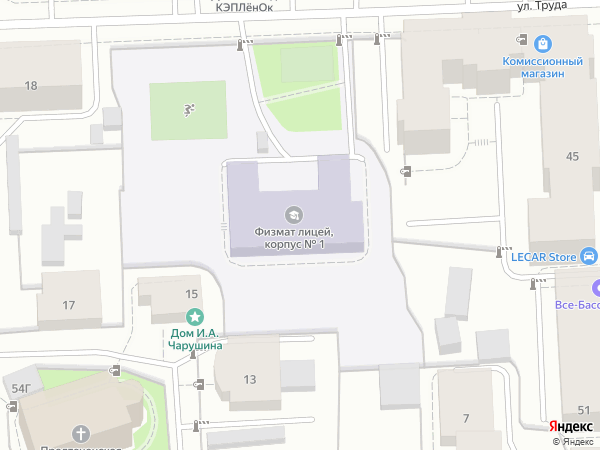 КЭПЛёнОк
ул. Труда
Комиссионный
магазин
18
45
Физмат лицей,
корпус № 1
LECAR Store
17
15
Все-Басс
Дом И.А.
Чарушина
13
54Г
7
51
Яндекс
© Яндекс